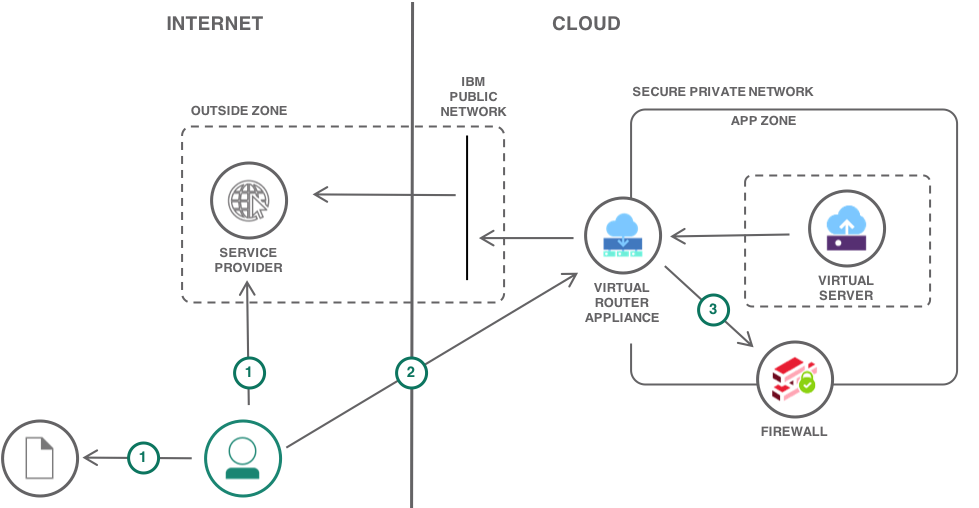 INTERNET
CLOUD
IBM
PUBLIC
NETWORK
OUTSIDE ZONE
SECURE PRIVATE NETWORK
APP ZONE
SERVICE
PROVIDER
VIRTUAL
ROUTER
APPLIANCE
VIRTUAL
SERVER
3
1
2
FIREWALL
1